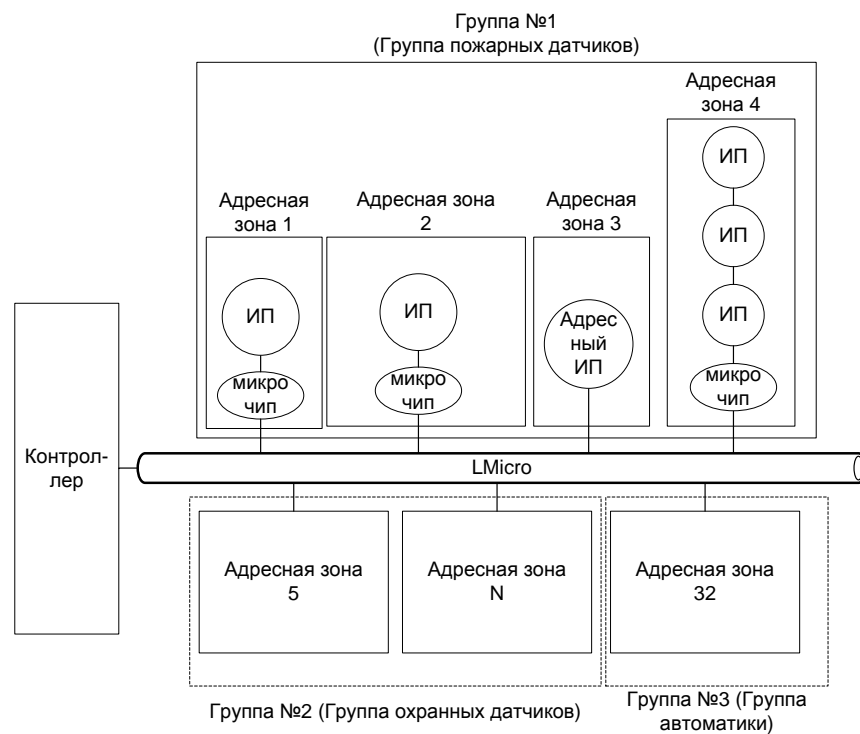 Группа №1
(Группа пожарных датчиков)
Адресная
зона 1
ИП
микро
чип
Адресная зона
2
ИП
микро
чип
Адресная
зона 3
Адрес
ный
ИП
Адресная
зона 4
ИП
ИП
ИП
микро
чип
Контрол-
лер
LMicro
Адресная зона
5
Адресная зона
N
Адресная зона
32
Группа №2 (Группа охранных датчиков)
Группа №3 (Группа
автоматики)